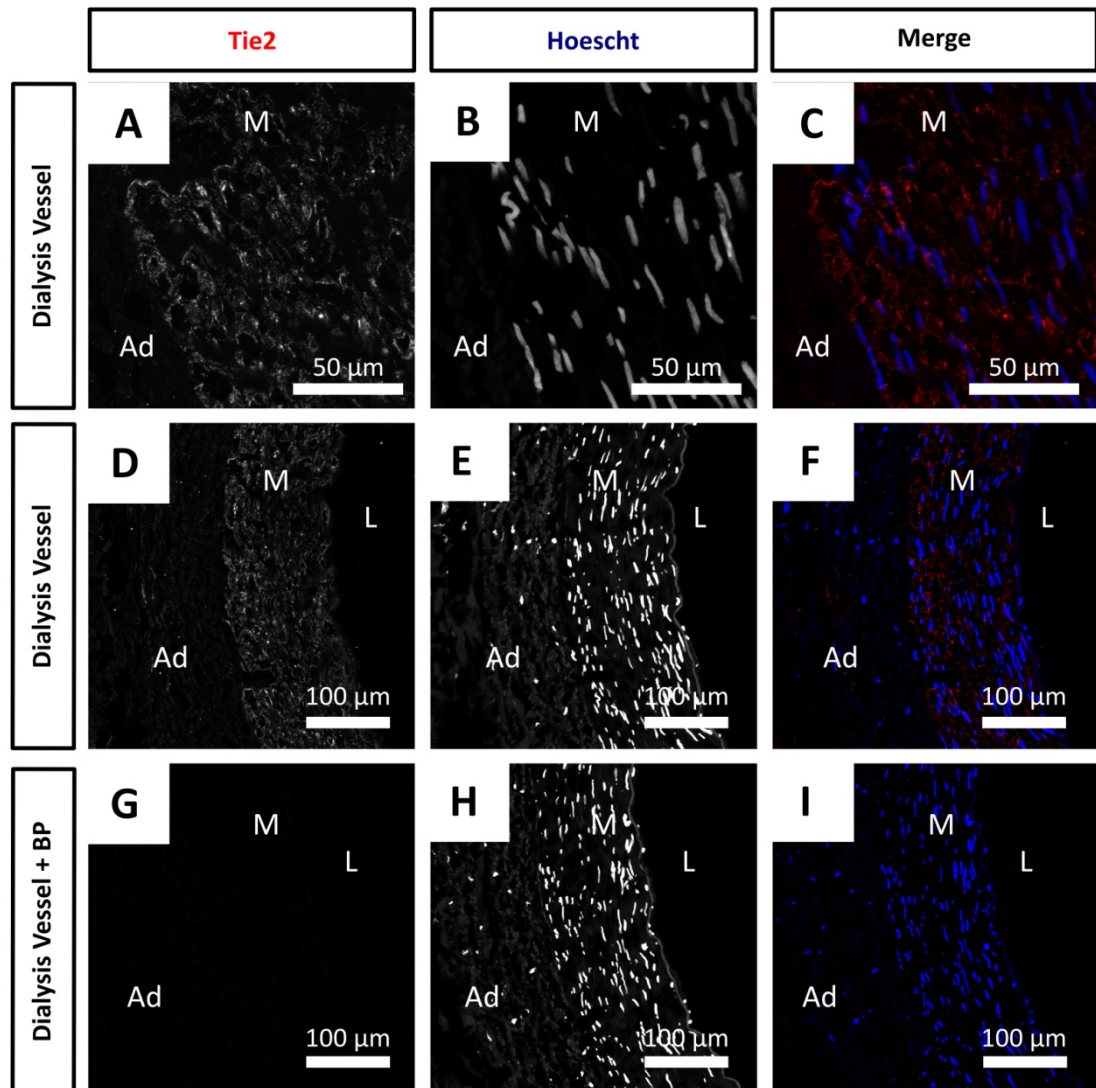 Tie2
Hoescht
Merge
Dialysis Vessel
A
M
Ad
50 µm
B
M
Ad
50 µm
C
M
Ad
50 µm
Dialysis Vessel
D
M
L
Ad
100 µm
E
M
L
Ad
100 µm
F
M
L
Ad
100 µm
Dialysis Vessel + BP
G
M
L
Ad
100 µm
H
M
L
Ad
100 µm
I
M
L
Ad
100 µm